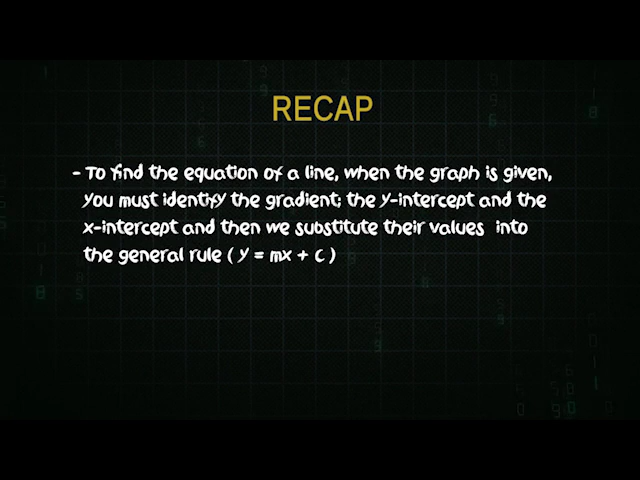 RECAP
- To find the equation of a line, when the graph is given,
you must identify the gradient; the y-intercept and the
x-intercept and then we substitute their values into
the general rule ( y = mx + c )